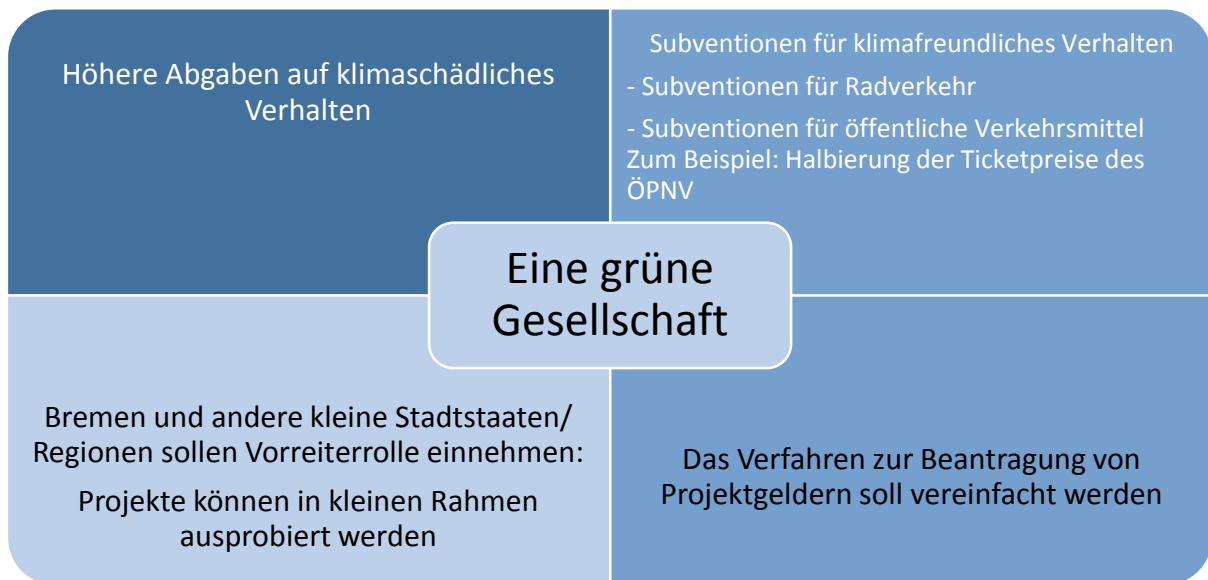 Höhere Abgaben auf klimaschädliches
Verhalten
Subventionen für klimafreundliches Verhalten
- Subventionen für Radverkehr
- Subventionen für öffentliche Verkehrsmittel
Zum Beispiel: Halbierung der Ticketpreise des
ÖPNV
Eine grüne
Gesellschaft
Bremen und andere kleine Stadtstaaten/
Regionen sollen Vorreiterrolle einnehmen:
Projekte können in kleinen Rahmen
ausprobiert werden
Das Verfahren zur Beantragung von
Projektgeldern soll vereinfacht werden